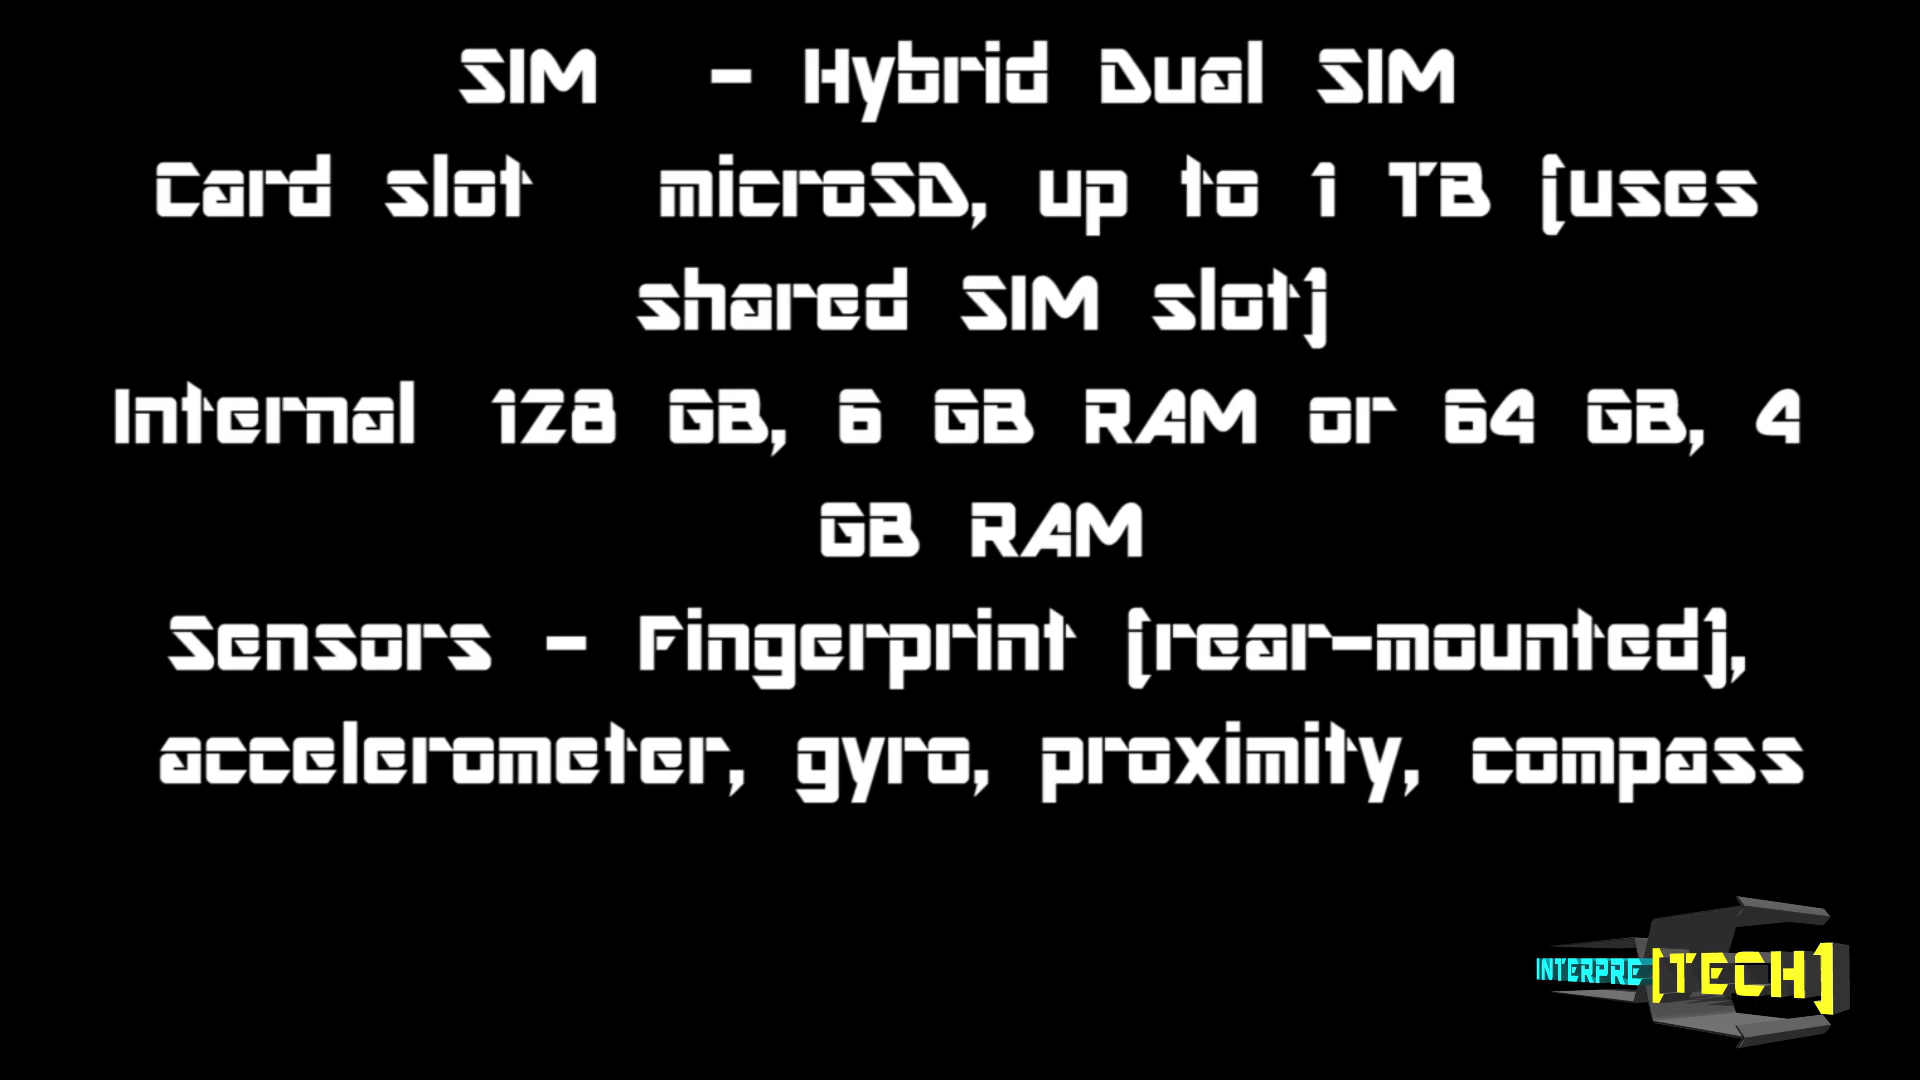 SIM - Hybrid Dual SIM
Card slot microSD, up to 1 TB (uses
shared SIM slot)
Internal 128 GB, 6 GB RAM or 64 GB, 4
GB RAM
Sensors - Fingerprint (rear-mounted),
accelerometer, gyro, proximity, compass
INTERPRE[TECH]